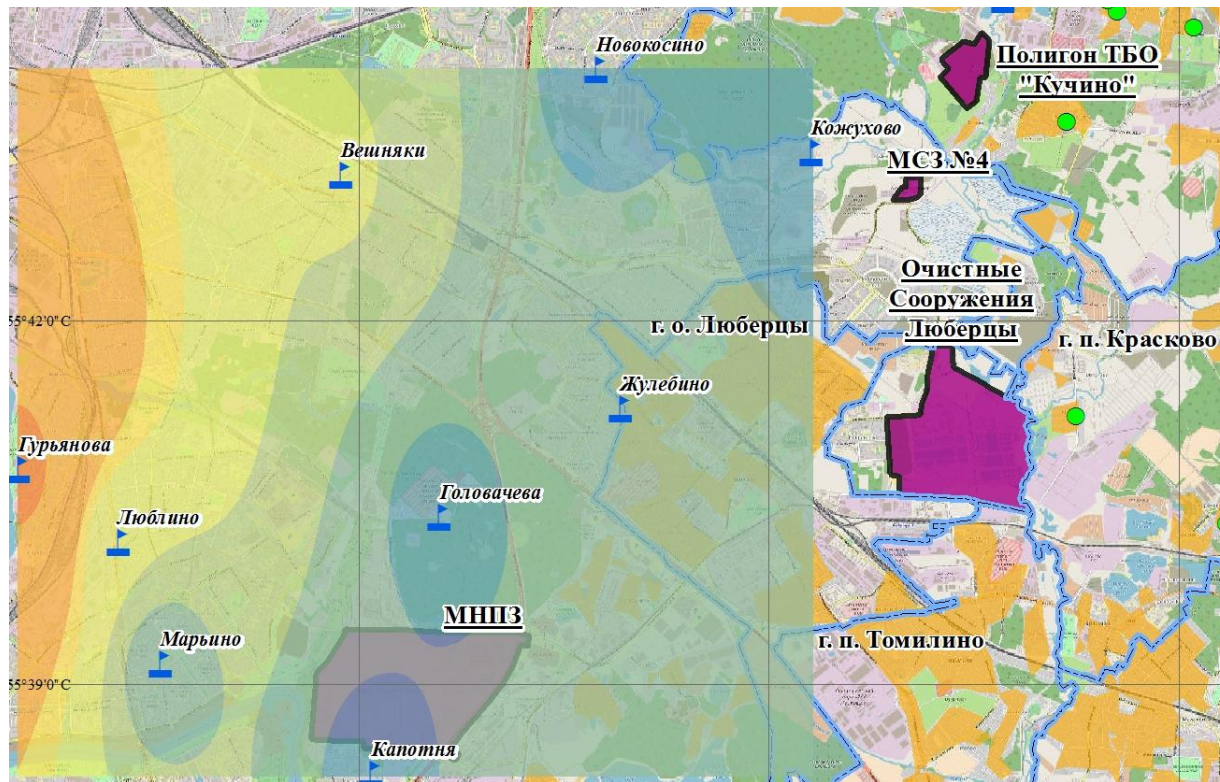 Новокосино
Полигон ТБО
"Кучино"
Кожухово
Вешняки
МСЗ №4
Очистные
Сооружения
Люберцы
55°42'0"С
г. о. Люберцы
г. п. Красково
Жулебино
Гурьянова
Головачева
Люблино
МНПЗ
Марьино
г. п. Томилино
55°39'0"С
Капотня